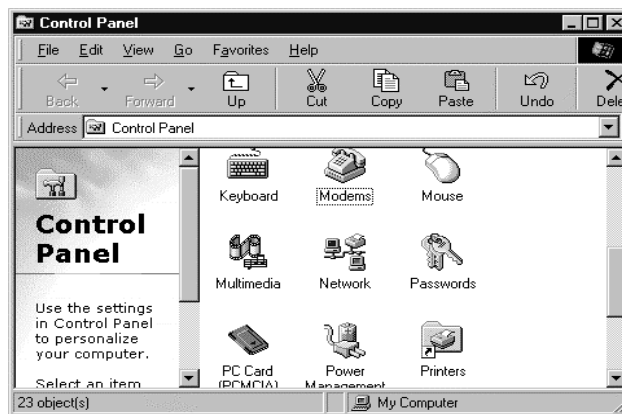 Control Panel
File Edit View Go Favorites Help
Back Forward Up Cut Copy Paste Undo Dele
Address Control Panel
Control
Panel
Use the settings
in Control Panel
to personalize
your computer.
Select an item
Keyboard Modems Mouse
Multimedia Network Passwords
PC Card
(PCMCIA)
Power
Management
Printers
23 object(s) My Computer